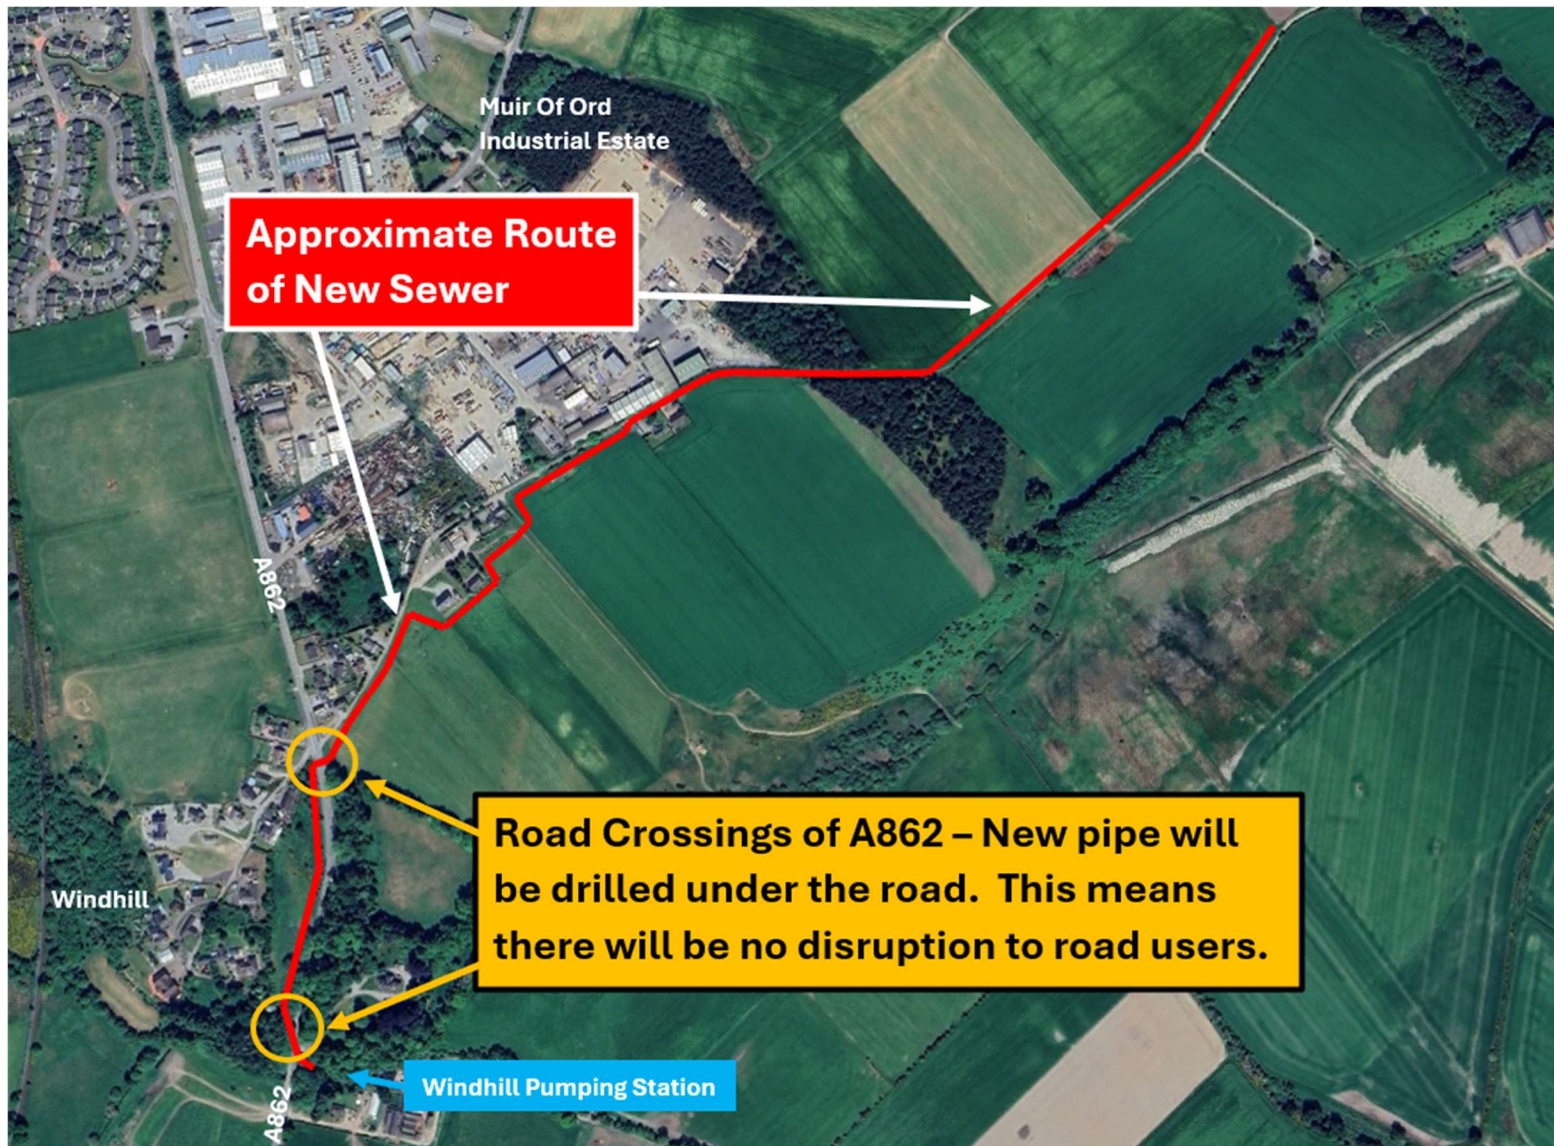 Muir Of Ord
Industrial Estate
Approximate Route
of New Sewer
A862
Road Crossings of A862 – New pipe will
be drilled under the road.  This means
there will be no disruption to road users.
Windhill
Windhill Pumping Station
A862